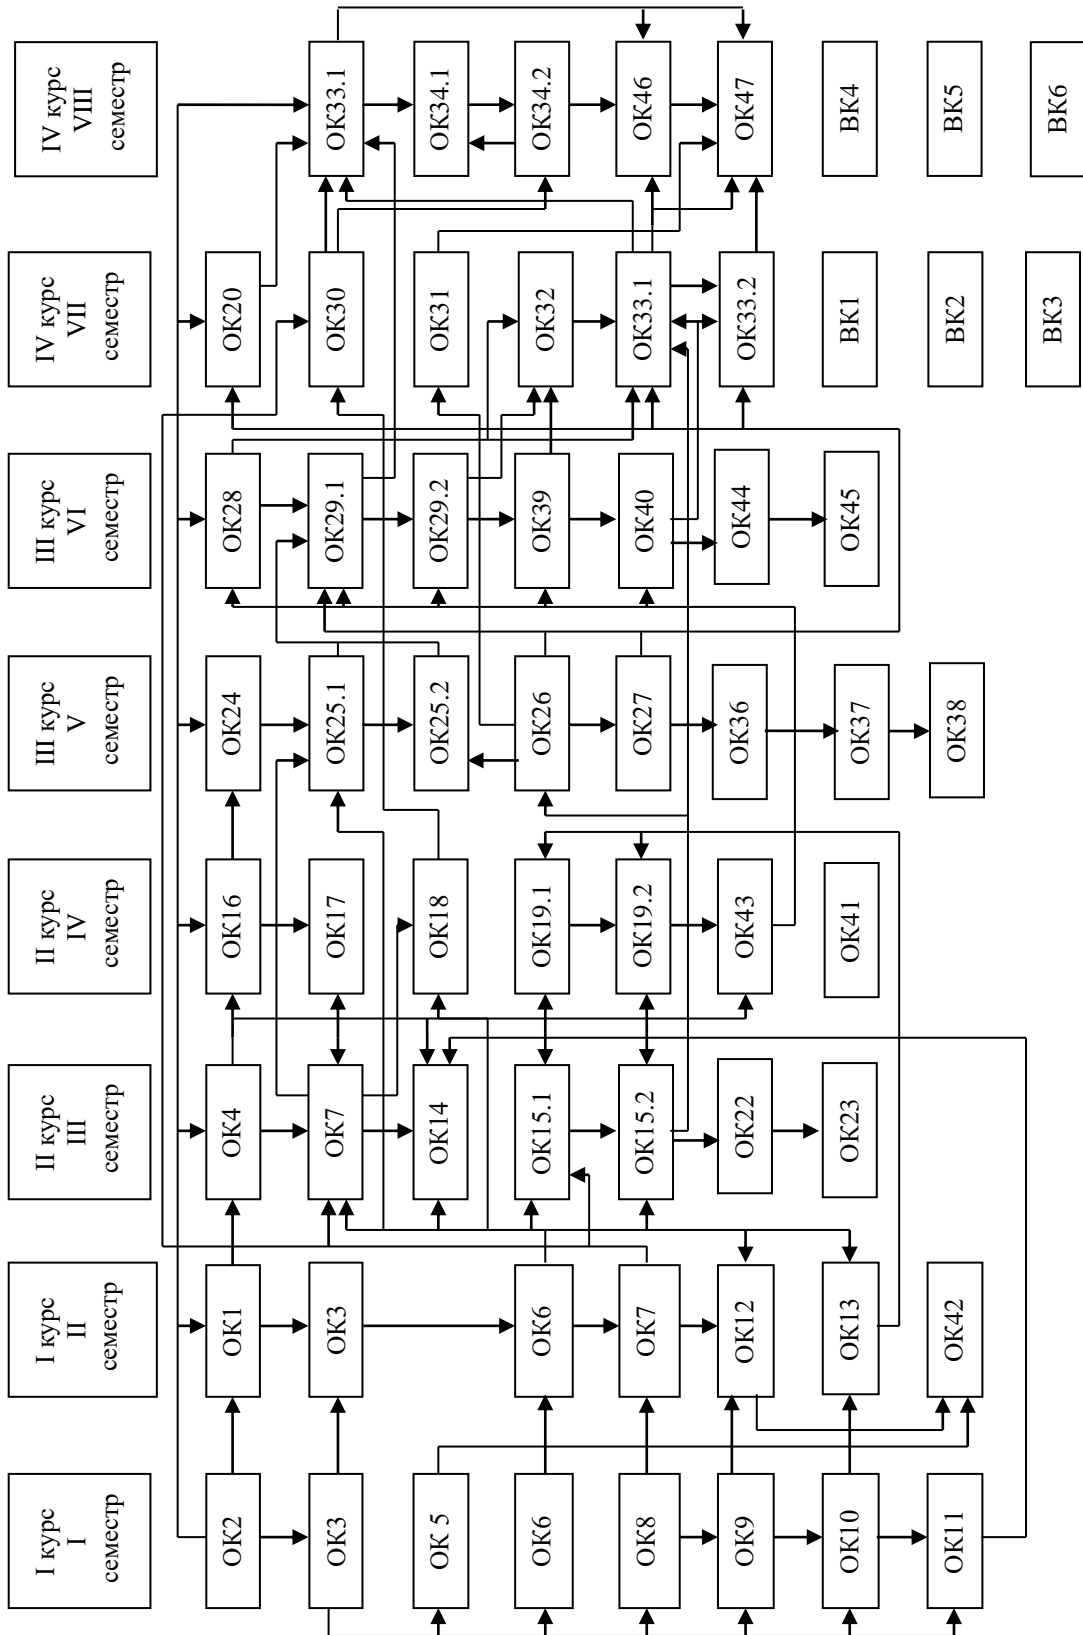 I курс
I
семестр
ОК2
ОК3
ОК 5
ОК6
ОК8
ОК9
ОК10
ОК11
I курс
II
семестр
ОК1
ОК3
ОК6
ОК7
ОК12
ОК13
ОК42
II курс
III
семестр
ОК4
ОК7
ОК14
ОК15.1
ОК15.2
ОК22
ОК23
II курс
IV
семестр
ОК16
ОК17
ОК18
ОК19.1
ОК19.2
ОК43
ОК41
III курс
V
семестр
ОК24
ОК25.1
ОК25.2
ОК26
ОК27
ОК36
ОК37
ОК38
III курс
VI
семестр
ОК28
ОК29.1
ОК29.2
ОК39
ОК40
ОК44
ОК45
IV курс
VII
семестр
ОК20
ОК30
ОК31
ОК32
ОК33.1
ОК33.2
ВК1
ВК2
ВК3
IV курс
VIII
семестр
ОК33.1
ОК34.1
ОК34.2
ОК46
ОК47
ВК4
ВК5
ВК6